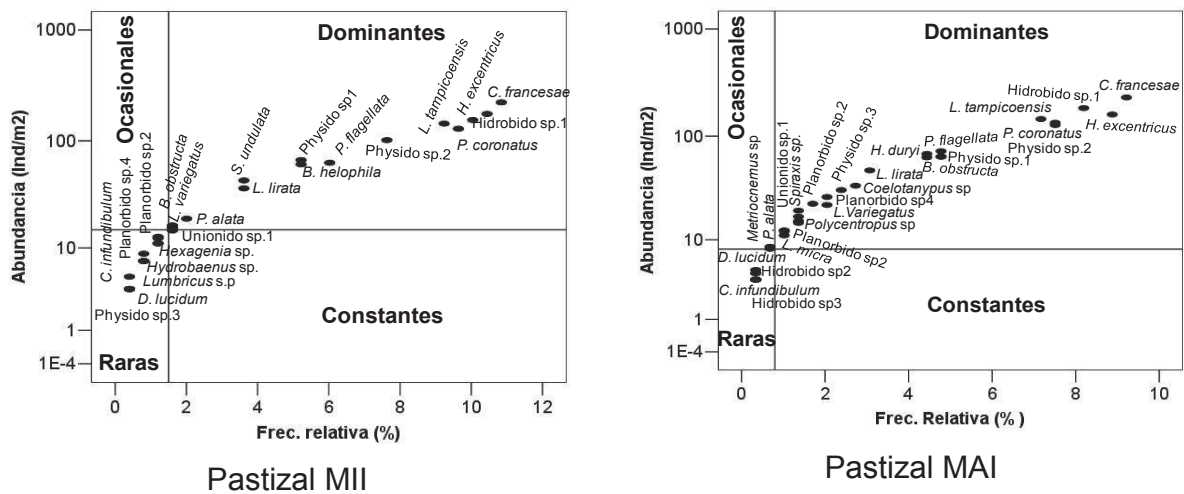 Abundancia (Ind/m2)
1000
100
10
1
1E-4
Ocasionales
Dominantes
Raras
Constantes
C. infundibulum
Planorbido sp.4
Planorbido sp.2
B. obstructa
L. variegatus
S. undulata
Physido sp1
P. flagellata
L. tampicoensis
H. excentricus
C. francesae
Hidrobido sp.1
P. coronatus
Physido sp.2
B. helophila
L. lirata
P. alata
Unionido sp.1
Hexagenia sp.
Hydrobaenus sp.
Lumbricus s.p
D. lucidum
Physido sp.3
0 2 4 6 8 10 12
Frec. relativa (%)
Pastizal MII
Abundancia (Ind/m2)
1000
100
10
1
1E-4
Ocasionales
Dominantes
Raras
Constantes
Metriocnemus sp
P. alata
Unionido sp.1
Spiraxis sp.
Planorbido sp.2
Physido sp.3
H. duryi
P. flagellata
L. tampicoensis
Hidrobido sp.1
C. francesae
H. excentricus
P. coronatus
Physido sp.2
Physido sp.1
B. obstructa
L. lirata
Coelotanypus sp
Planorbido sp4
L.Variegatus
Polycentropus sp
Planorbido sp2
L. micra
D. lucidum
Hidrobido sp2
C. infundibulum
Hidrobido sp3
0 2 4 6 8 10
Frec. Relativa (% )
Pastizal MAI